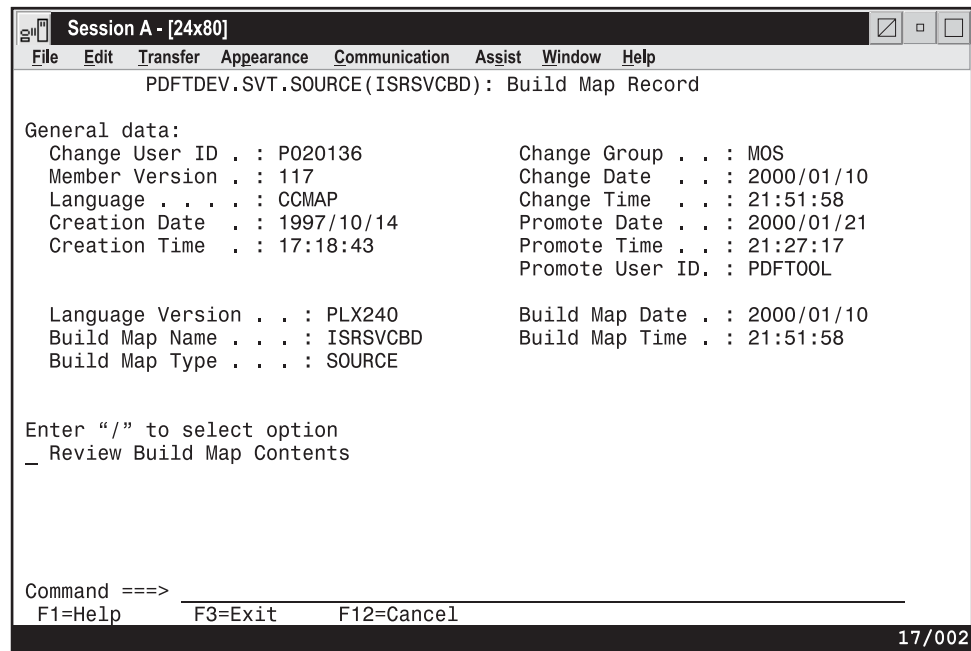 Session A - [24x80]
File Edit Transfer Appearance Communication Assist Window Help
PDFTDEV.SVT.SOURCE(ISRSVCBD): Build Map Record
General data:
Change User ID . : P020136 Change Group . . : MOS
Member Version . : 117 Change Date . . : 2000/01/10
Language . . . . : CCMAP Change Time . . : 21:51:58
Creation Date . : 1997/10/14 Promote Date . . : 2000/01/21
Creation Time . : 17:18:43 Promote Time . . : 21:27:17
Promote User ID. : PDFTOOL
Language Version . . : PLX240 Build Map Date . : 2000/01/10
Build Map Name . . . : ISRSVCBD Build Map Time . : 21:51:58
Build Map Type . . . : SOURCE
Enter “/” to select option
_ Review Build Map Contents
Command ===>
F1=Help F3=Exit F12=Cancel
17/002